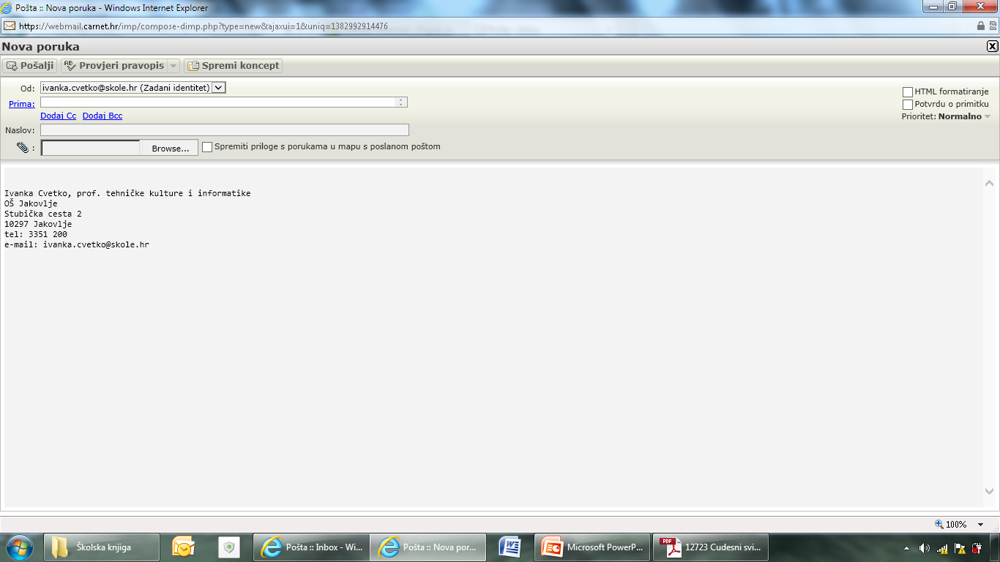 Pošta :: Nova poruka - Windows Internet Explorer
https://webmail.carnet.hr/imp/compose-dimp.php?type=new&ajaxui=1&uniq=1382992914476
Nova poruka
Pošalji Provjeri pravopis Spremi koncept
Od: ivanka.cvetko@skole.hr (Zadani identitet)
HTML formatiranje
Prima:
Potvrdu o primitku
Dodaj Cc Dodaj Bcc
Prioritet: Normalno
Naslov:
: Browse... Spremiti priloge s porukama u mapu s poslanom poštom
Ivanka Cvetko, prof. tehničke kulture i informatike
OŠ Jakovlje
Stubička cesta 2
10297 Jakovlje
tel: 3351 200
e-mail: ivanka.cvetko@skole.hr
100%
Školska knjiga Pošta :: Inbox - Wi... Pošta :: Nova por... Microsoft PowerP... 12723 Cudesni svi...